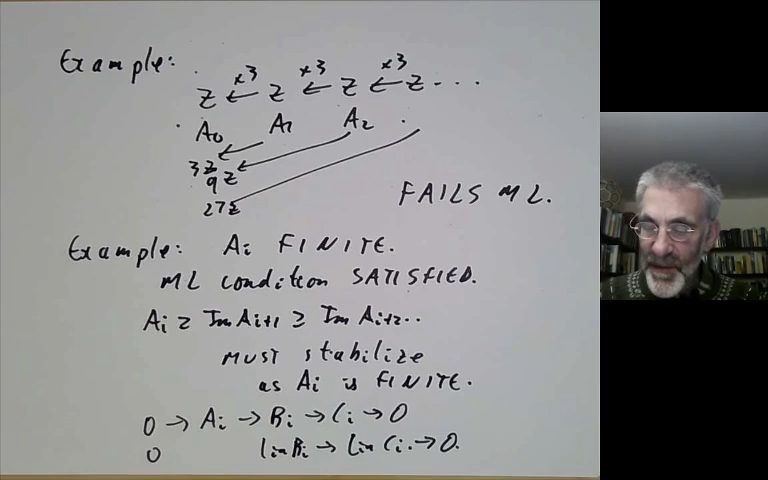 Example:
×3 ×3 ×3
Z ← Z ← Z ← Z . . .
A₀ A₁ A₂ .
3Z
9Z
27Z
FAILS ML.
Example: Aᵢ FINITE.
ML condition SATISFIED.
Aᵢ ≥ Im Aᵢ₊₁ ≥ Im Aᵢ₊₂..
MUST stabilize
as Aᵢ is FINITE.
0 → Aᵢ → Bᵢ → Cᵢ → 0
0 lim Bᵢ → lim Cᵢ → 0.